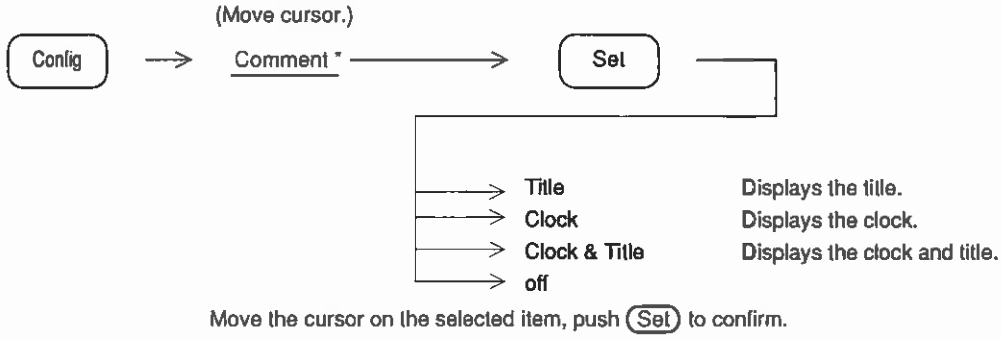 (Move cursor.)
Config Comment * Set
Title Displays the title.
Clock Displays the clock.
Clock & Title Displays the clock and title.
off
Move the cursor on the selected item, push Set to confirm.